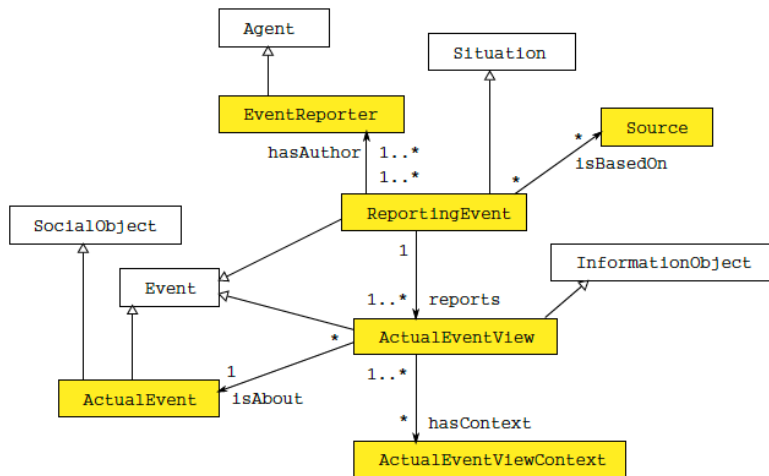 Agent
Situation
EventReporter
Source
hasAuthor 1..*
*
isBasedOn
1..*
*
ReportingEvent
SocialObject
1
InformationObject
Event
1..* reports
ActualEventView
*
1
1..*
ActualEvent
isAbout
* hasContext
ActualEventViewContext